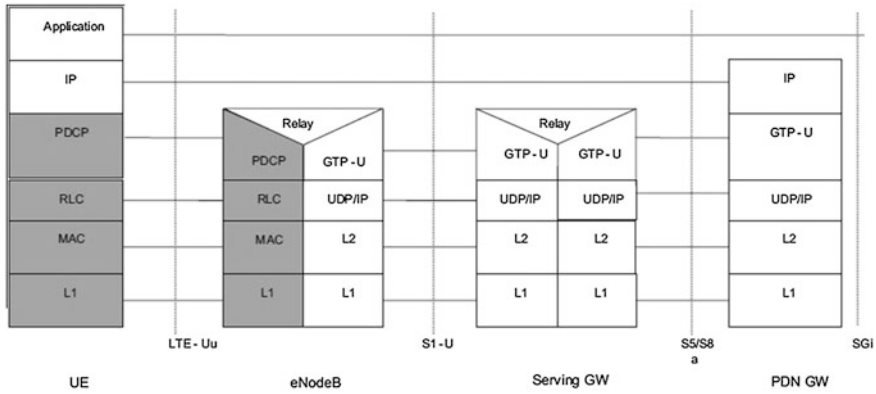 Application
IP
IP
PDCP
Relay
Relay
GTP-U
PDCP
GTP-U
GTP-U
GTP-U
RLC
RLC
UDP/IP
UDP/IP
UDP/IP
UDP/IP
MAC
MAC
L2
L2
L2
L2
L1
L1
L1
L1
L1
L1
LTE-Uu
S1-U
S5/S8
a
SGi
UE
eNodeB
Serving GW
PDN GW